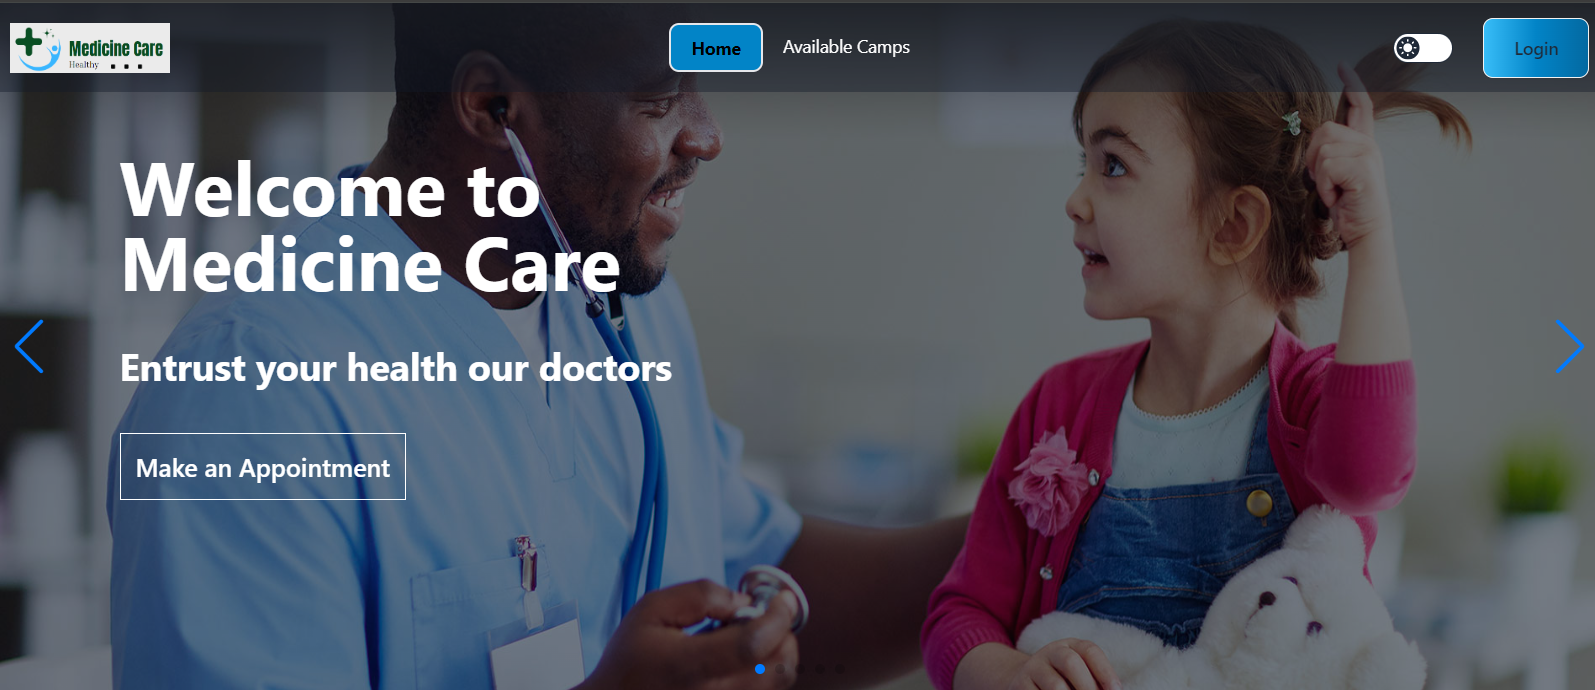 Medicine Care
Healthy
Home
Available Camps
Login
Welcome to
Medicine Care
Entrust your health our doctors
Make an Appointment